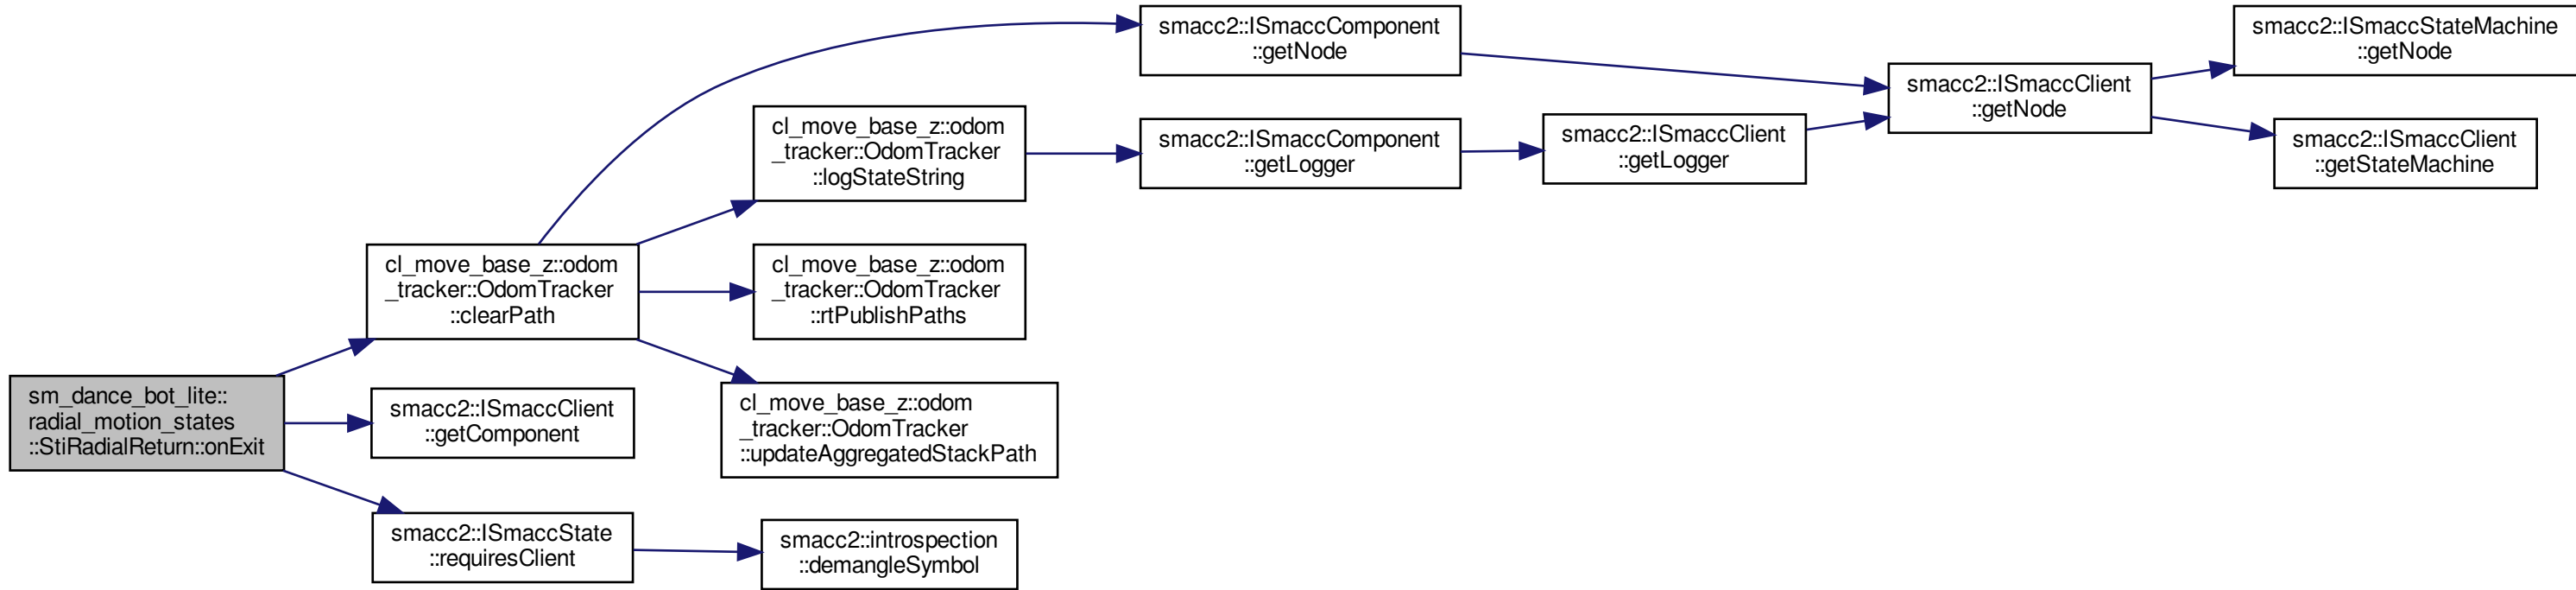 sm_dance_bot_lite::
radial_motion_states
::StiRadialReturn::onExit
cl_move_base_z::odom
_tracker::OdomTracker
::clearPath
smacc2::ISmaccClient
::getComponent
smacc2::ISmaccState
::requiresClient
cl_move_base_z::odom
_tracker::OdomTracker
::logStateString
cl_move_base_z::odom
_tracker::OdomTracker
::rtPublishPaths
cl_move_base_z::odom
_tracker::OdomTracker
::updateAggregatedStackPath
smacc2::introspection
::demangleSymbol
smacc2::ISmaccComponent
::getNode
smacc2::ISmaccComponent
::getLogger
smacc2::ISmaccClient
::getLogger
smacc2::ISmaccClient
::getNode
smacc2::ISmaccStateMachine
::getNode
smacc2::ISmaccClient
::getStateMachine